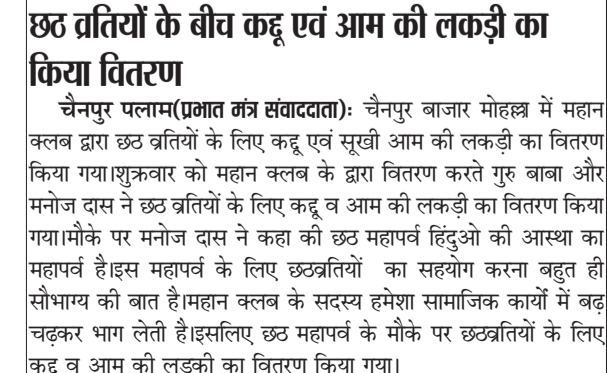 छठ व्रतियों के बीच कद्दू एवं आम की लकड़ी का
किया वितरण
चैनपुर पलाम(प्रभात मंत्र संवाददाता)ः चैनपुर बाजार मोहल्ला में महान
क्लब द्वारा छठ व्रतियों के लिए कद्दू एवं सूखी आम की लकड़ी का वितरण
किया गया।शुक्रवार को महान क्लब के द्वारा वितरण करते गुरु बाबा और
मनोज दास ने छठ व्रतियों के लिए कद्दू व आम की लकड़ी का वितरण किया
गया।मौके पर मनोज दास ने कहा की छठ महापर्व हिंदुओ की आस्था का
महापर्व है।इस महापर्व के लिए छठव्रतियों का सहयोग करना बहुत ही
सौभाग्य की बात है।महान क्लब के सदस्य हमेशा सामाजिक कार्यों में बढ़
चढ़कर भाग लेती है।इसलिए छठ महापर्व के मौके पर छठव्रतियों के लिए
कद्दू व आम की लड़की का वितरण किया गया।